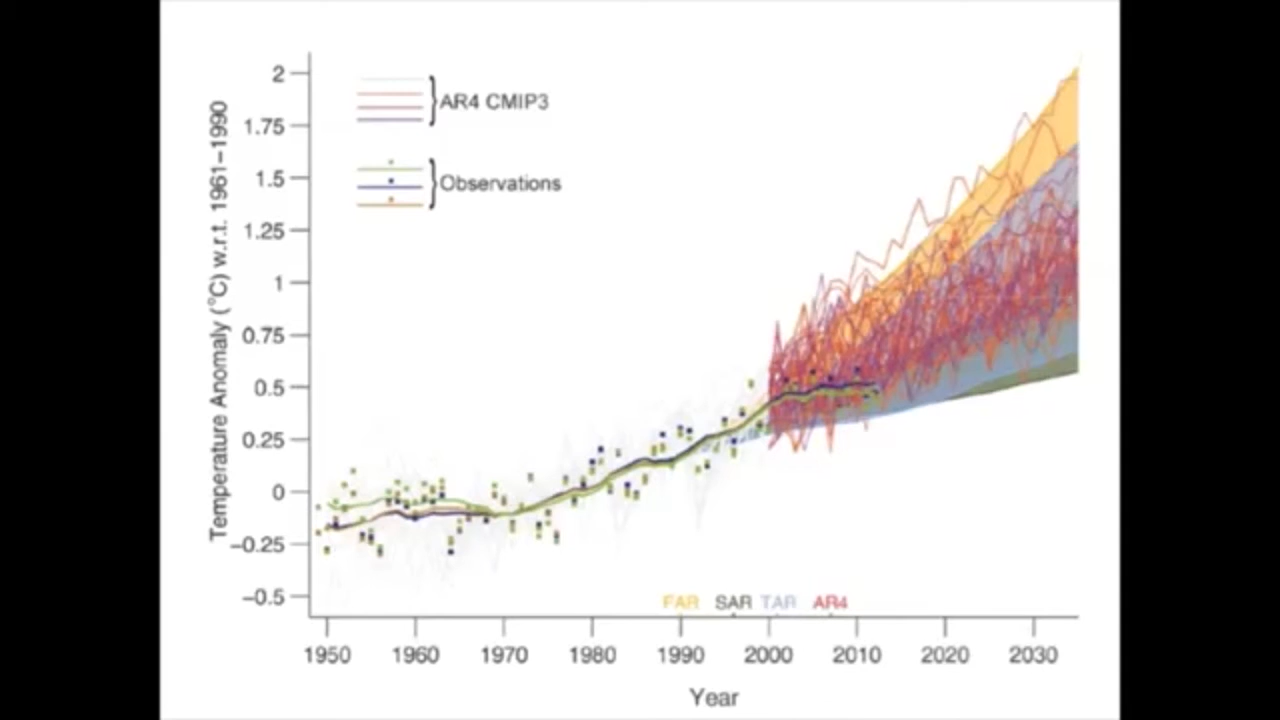 Temperature Anomaly (°C) w.r.t. 1961–1990
2
1.75
1.5
1.25
1
0.75
0.5
0.25
0
−0.25
−0.5
AR4 CMIP3
Observations
FAR SAR TAR AR4
1950 1960 1970 1980 1990 2000 2010 2020 2030
Year